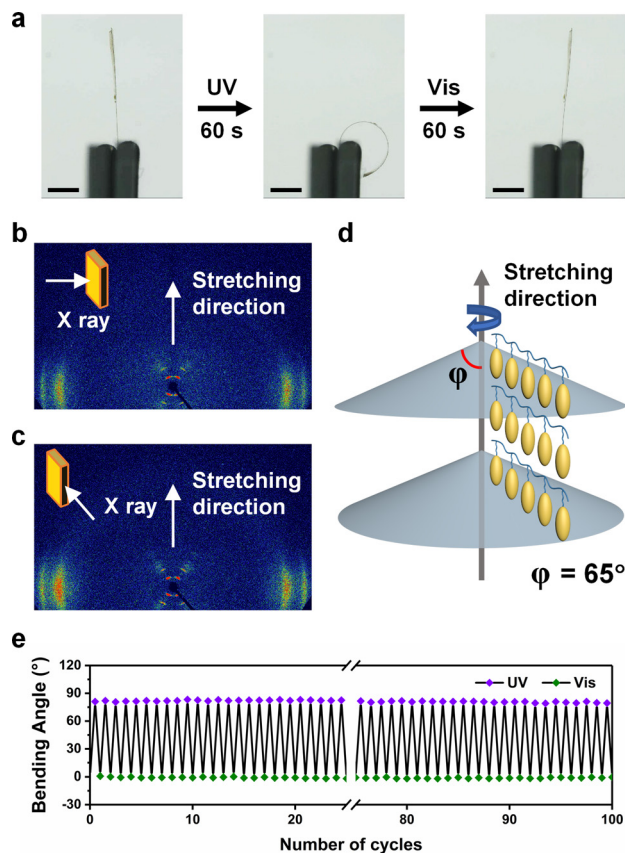 a
UV
60 s
Vis
60 s
b
X ray
Stretching
direction
c
X ray
Stretching
direction
d
Stretching
direction
φ
φ = 65°
e
Bending Angle (°)
120
90
60
30
0
-30
UV
Vis
0
10
20
80
90
100
Number of cycles